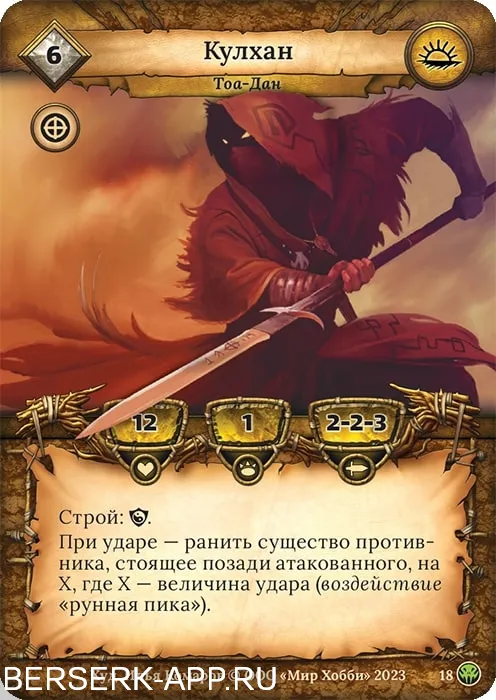 6
Кулхан
Тоа-Дан
12
1
2-2-3
Строй: .
При ударе — ранить существо против-
ника, стоящее позади атакованного, на
X, где X — величина удара (воздействие
«рунная пика»).
© ООО «Мир Хобби» 2023
18
BERSERK-APP.RU